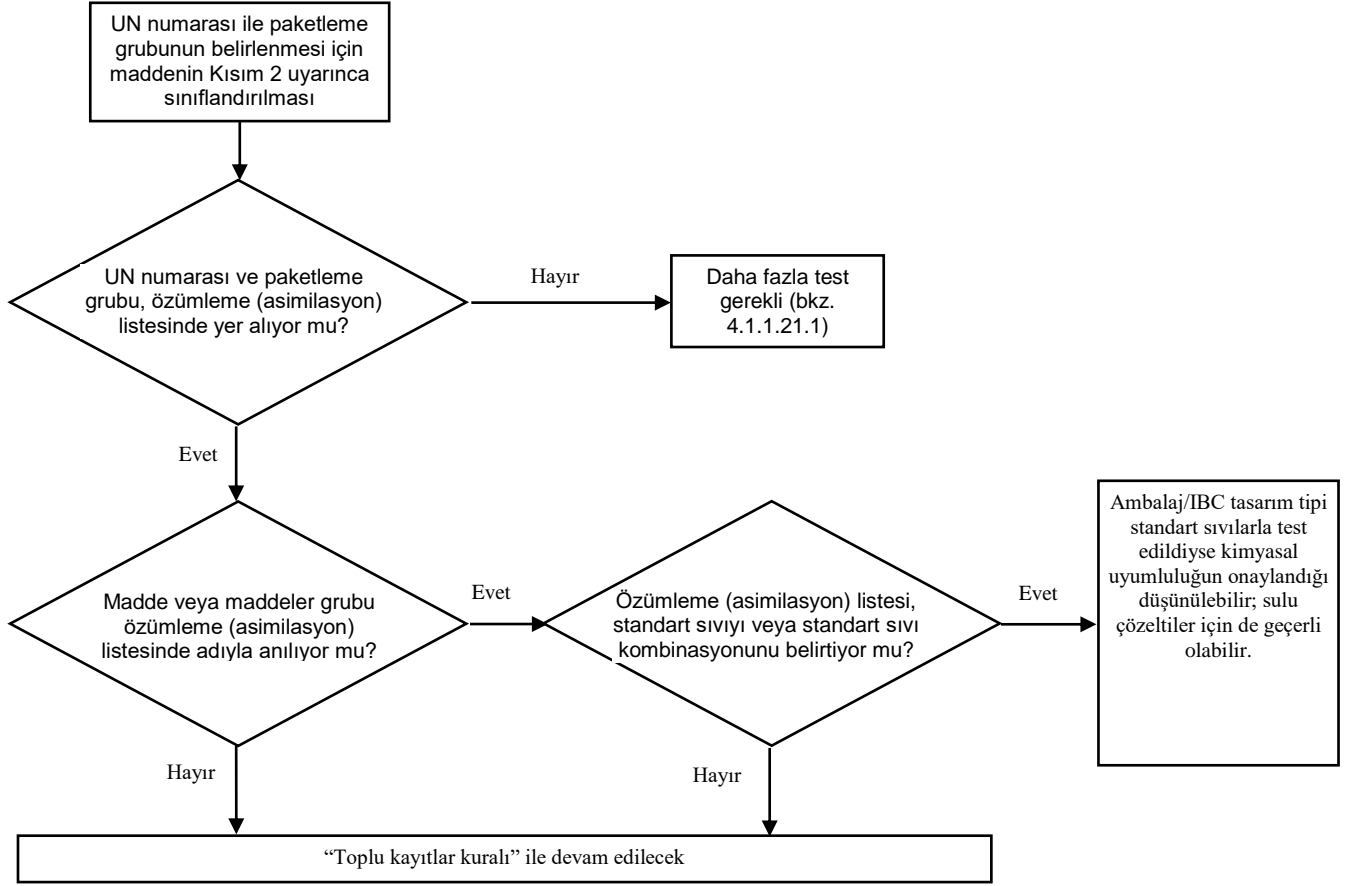 UN numarası ile paketleme
grubunun belirlenmesi için
maddenin Kısım 2 uyarınca
sınıflandırılması
UN numarası ve paketleme
grubu, özümleme (asimilasyon)
listesinde yer alıyor mu?
Hayır
Daha fazla test
gerekli (bkz.
4.1.1.21.1)
Evet
Madde veya maddeler grubu
özümleme (asimilasyon)
listesinde adıyla anılıyor mu?
Evet
Özümleme (asimilasyon) listesi,
standart sıvıyı veya standart sıvı
kombinasyonunu belirtiyor mu?
Evet
Ambalaj/IBC tasarım tipi
standart sıvılarla test
edildiyse kimyasal
uyumluluğun onaylandığı
düşünülebilir; sulu
çözeltiler için de geçerli
olabilir.
Hayır
Hayır
“Toplu kayıtlar kuralı” ile devam edilecek